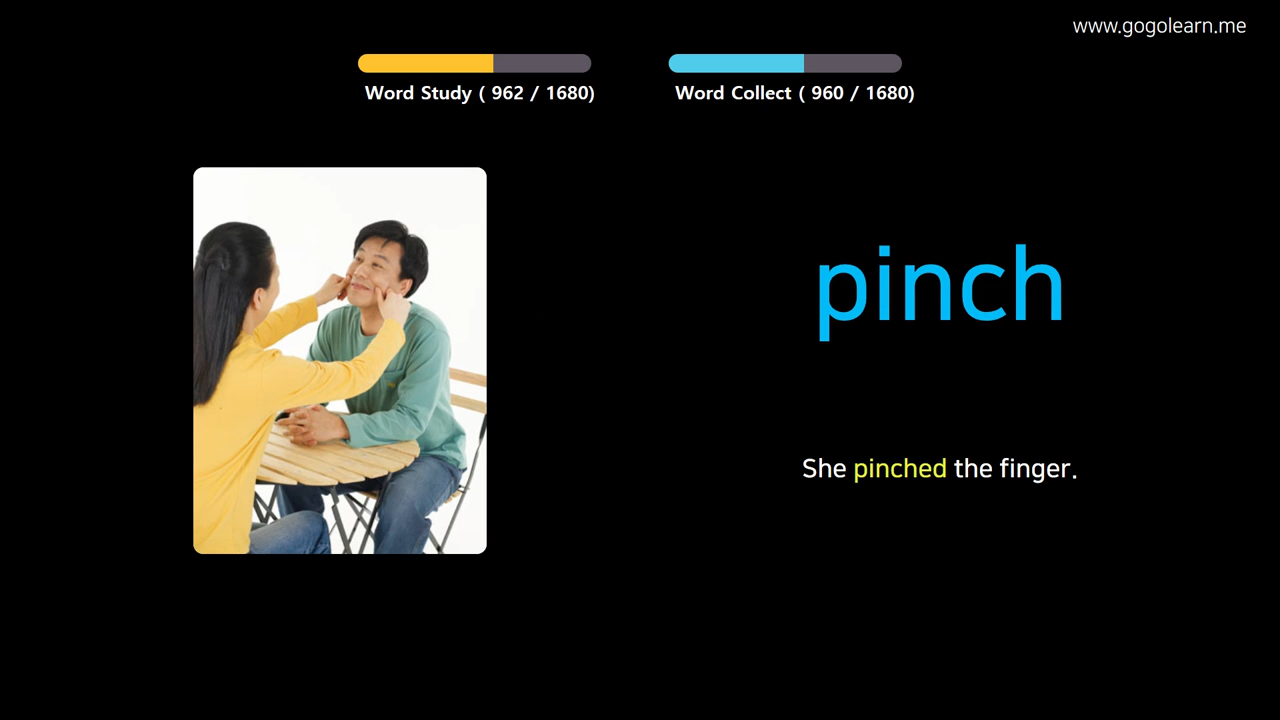 www.gogolearn.me
Word Study ( 962 / 1680)
Word Collect ( 960 / 1680)
pinch
She pinched the finger.